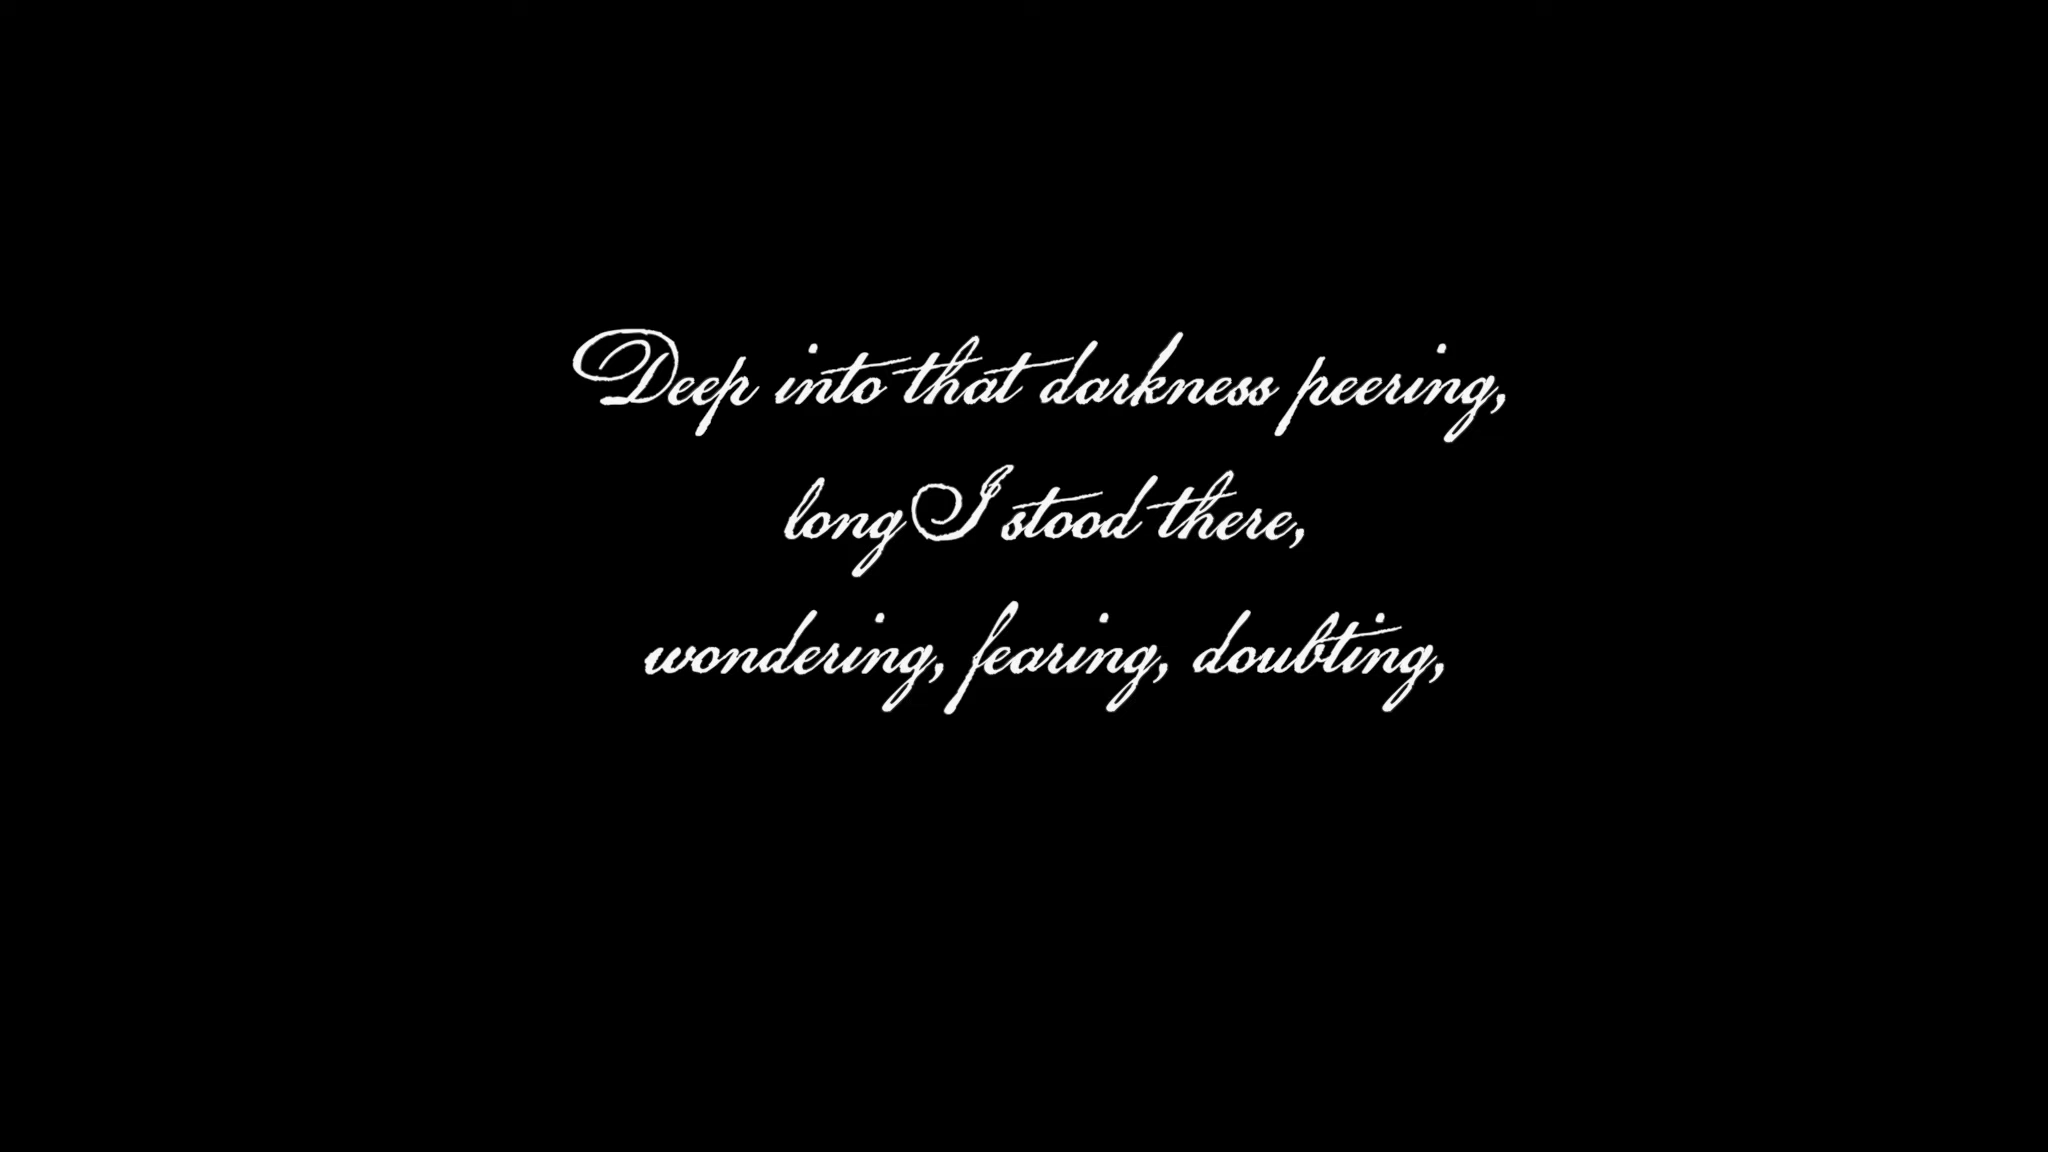 Deep into that darkness peering,
long I stood there,
wondering, fearing, doubting,